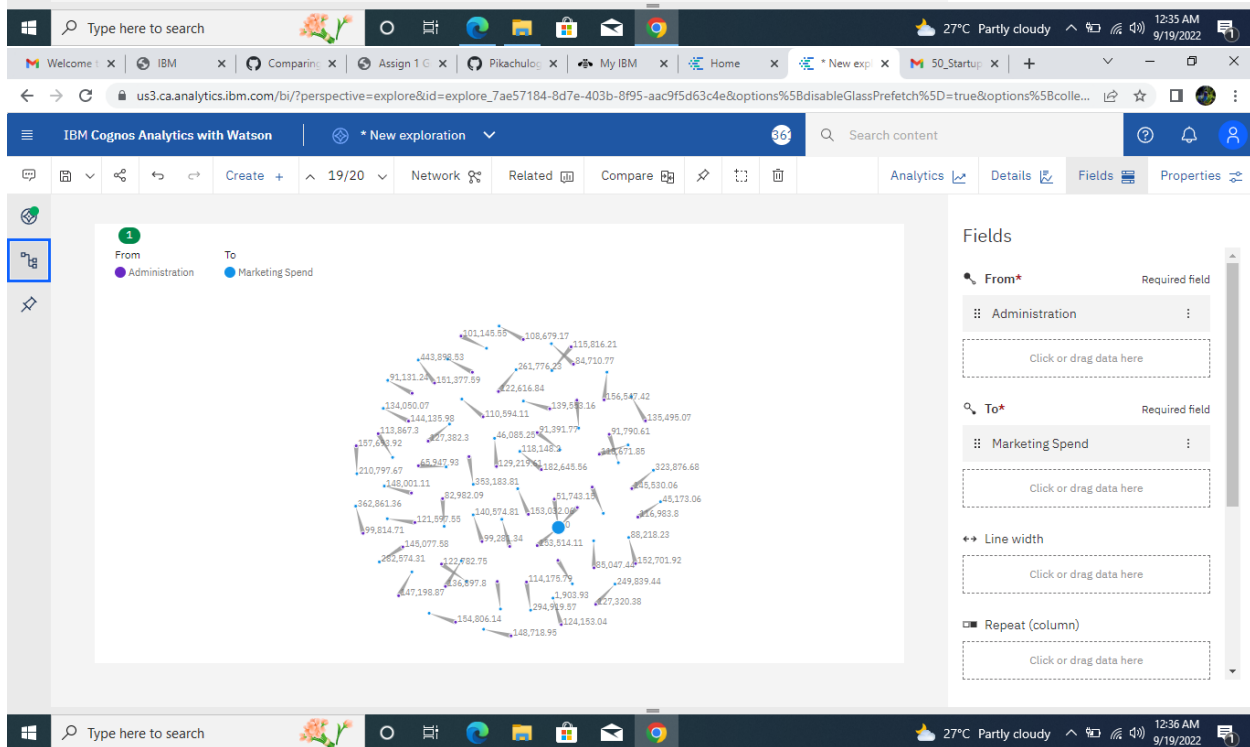 Type here to search
27°C Partly cloudy
12:35 AM
9/19/2022
Welcome t
IBM
Comparing
Assign 1 G
Pikachulog
My IBM
Home
* New expl
50_Startup
us3.ca.analytics.ibm.com/bi/?perspective=explore&id=explore_7ae57184-8d7e-403b-8f95-aac9f5d63c4e&options%5BdisableGlassPrefetch%5D=true&options%5Bcolle...
IBM Cognos Analytics with Watson
* New exploration
Search content
Create +
19/20
Network
Related
Compare
Analytics
Details
Fields
Properties
1
From
To
Administration
Marketing Spend
101,145.55
108,679.17
115,816.21
443,898.53
261,776.23
84,710.77
91,131.24
151,377.59
122,616.84
156,547.42
134,050.07
110,594.11
144,135.98
135,495.07
113,867.3
127,382.3
46,085.25
91,391.77
91,790.61
157,693.92
118,148.2
65,947.93
129,219.61
182,645.56
323,876.68
210,797.67
148,001.11
353,183.81
145,530.06
82,982.09
51,743.15
45,173.06
362,861.36
140,574.81
153,032.06
116,983.8
121,597.55
0
99,814.71
99,281.34
88,218.23
145,077.58
153,514.11
282,574.31
122,782.75
85,047.44
152,701.92
136,897.8
114,175.79
249,839.44
147,198.87
1,903.93
127,320.38
294,919.57
154,806.14
124,153.04
148,718.95
Fields
From*
Required field
Administration
Click or drag data here
To*
Required field
Marketing Spend
Click or drag data here
Line width
Click or drag data here
Repeat (column)
Click or drag data here
Type here to search
27°C Partly cloudy
12:36 AM
9/19/2022